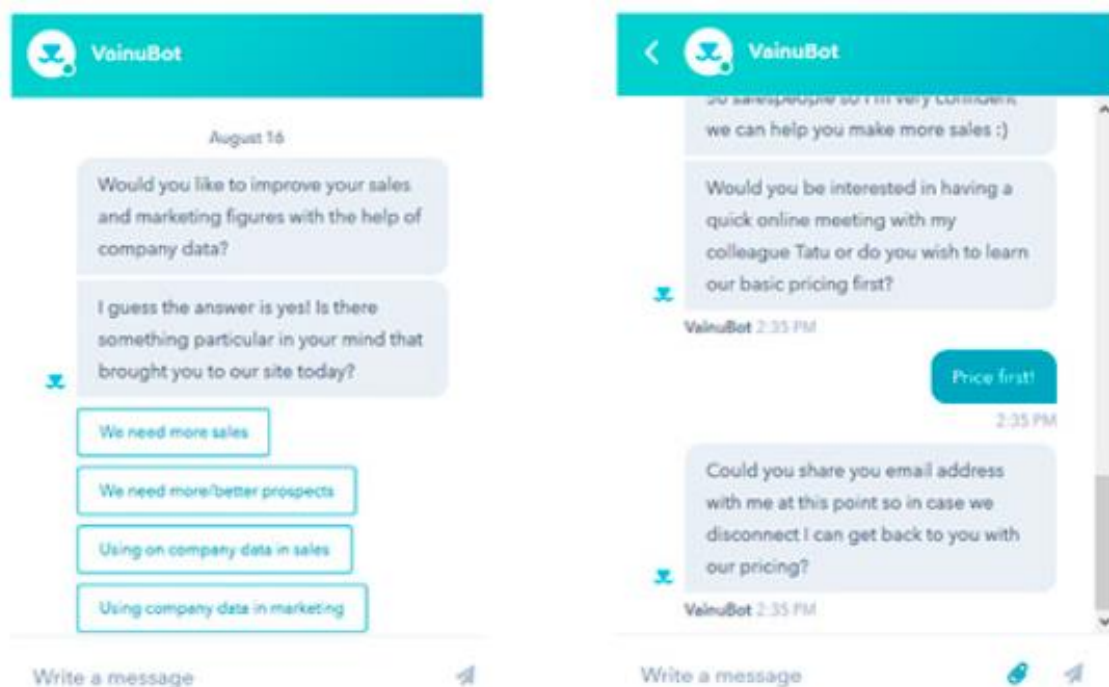 VainuBot
August 16
Would you like to improve your sales
and marketing figures with the help of
company data?
I guess the answer is yes! Is there
something particular in your mind that
brought you to our site today?
We need more sales
We need more/better prospects
Using on company data in sales
Using company data in marketing
Write a message
VainuBot
50 salespeople so I'm very confident
we can help you make more sales :)
Would you be interested in having a
quick online meeting with my
colleague Tatu or do you wish to learn
our basic pricing first?
VainuBot 2:35 PM
Price first!
2:35 PM
Could you share you email address
with me at this point so in case we
disconnect I can get back to you with
our pricing?
VainuBot 2:35 PM
Write a message